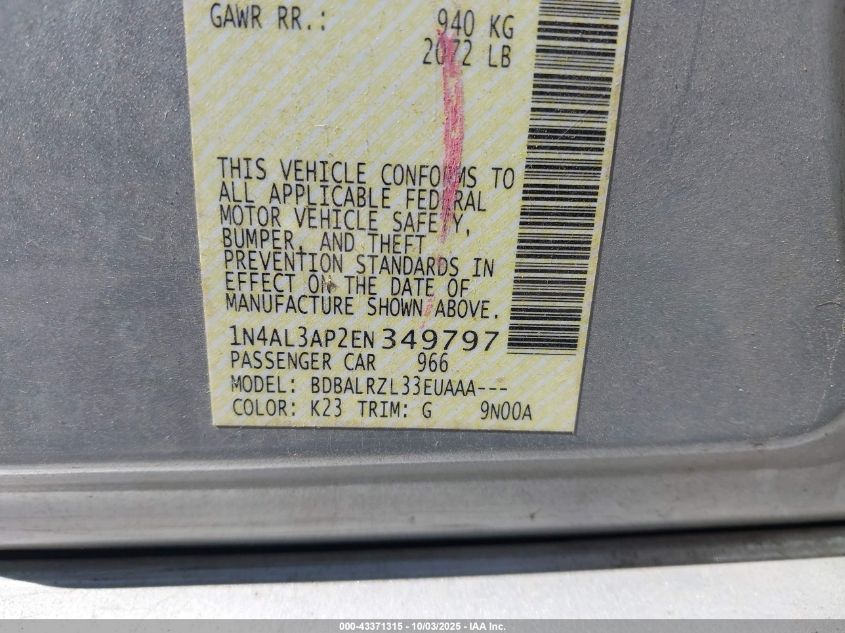 GAWR RR.: 940 KG
2072 LB
THIS VEHICLE CONFORMS TO
ALL APPLICABLE FEDERAL
MOTOR VEHICLE SAFETY,
BUMPER, AND THEFT
PREVENTION STANDARDS IN
EFFECT ON THE DATE OF
MANUFACTURE SHOWN ABOVE.
1N4AL3AP2EN349797
PASSENGER CAR 966
MODEL: BDBALRZL33EUAAA---
COLOR: K23 TRIM: G 9N00A
000-43371315 - 10/03/2025 - IAA Inc.